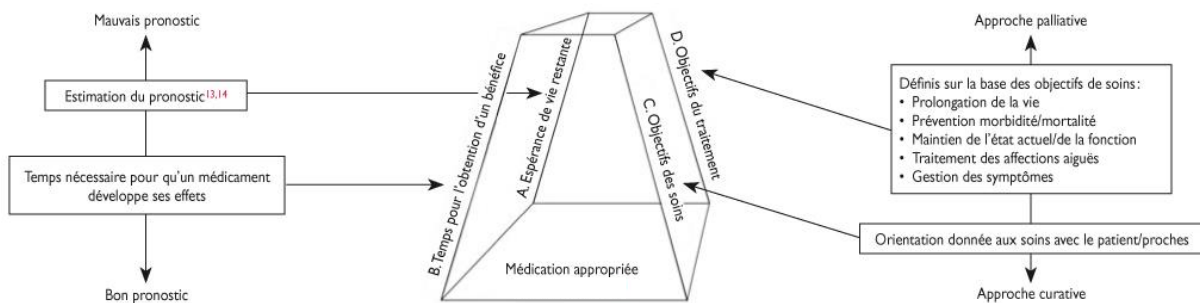 Mauvais pronostic
Estimation du pronostic13,14
Temps nécessaire pour qu'un médicament
développe ses effets
Bon pronostic
B. Temps pour l'obtention d'un bénéfice
A. Espérance de vie restante
D. Objectifs du traitement
C. Objectifs des soins
Médication appropriée
Approche palliative
Définis sur la base des objectifs de soins :
• Prolongation de la vie
• Prévention morbidité/mortalité
• Maintien de l'état actuel/de la fonction
• Traitement des affections aiguës
• Gestion des symptômes
Orientation donnée aux soins avec le patient/proches
Approche curative